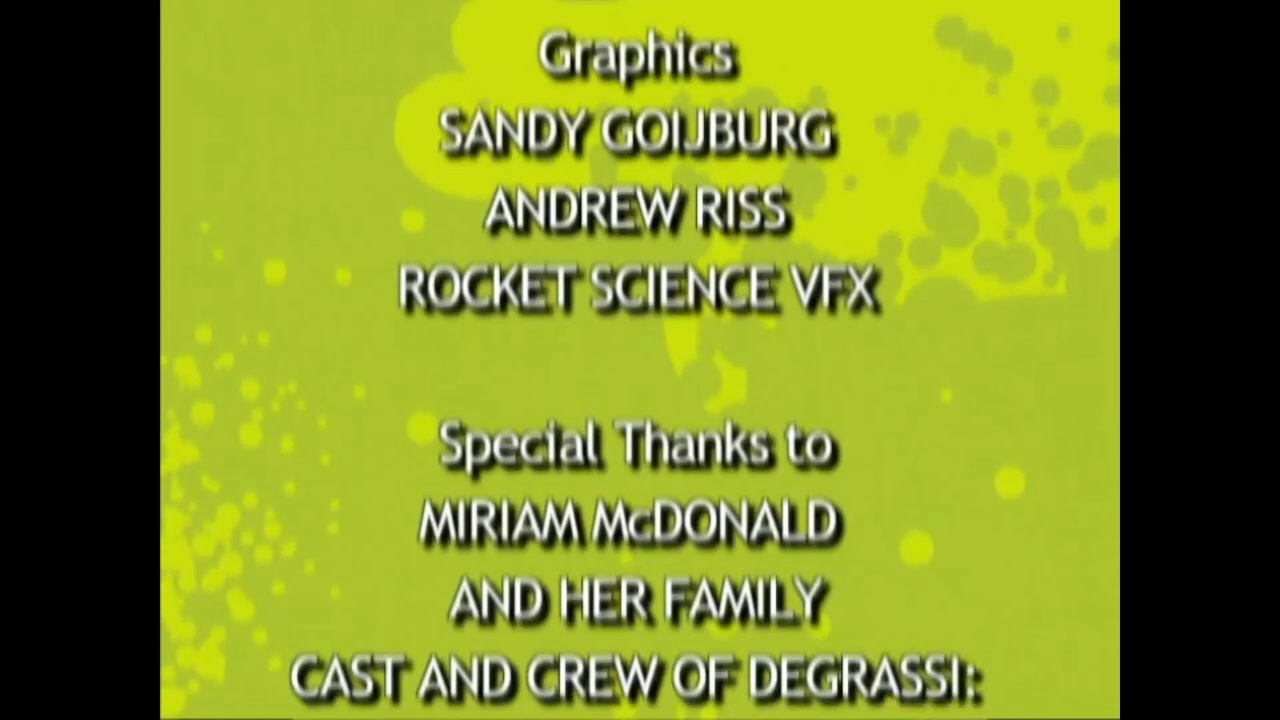 Graphics
SANDY GOIJBURG
ANDREW RISS
ROCKET SCIENCE VFX
Special Thanks to
MIRIAM McDONALD
AND HER FAMILY
CAST AND CREW OF DEGRASSI: